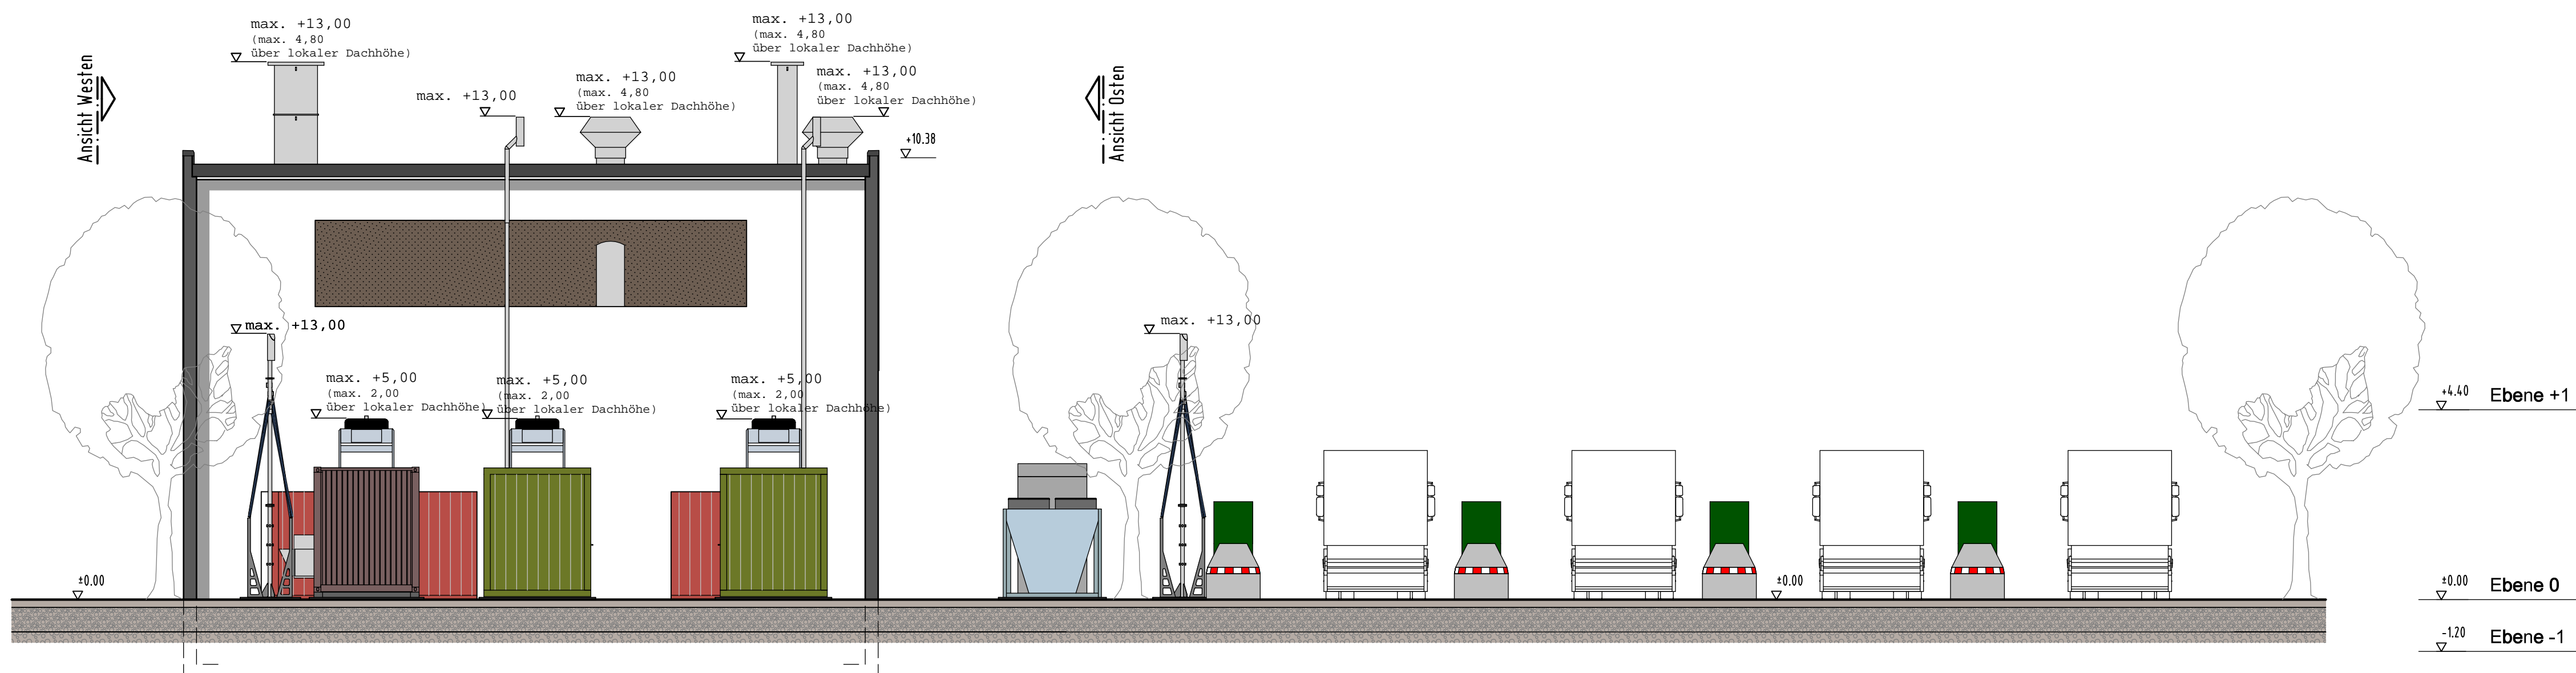 max. +13,00
(max. 4,80
über lokaler Dachhöhe)
max. +13,00
(max. 4,80
über lokaler Dachhöhe)
max. +13,00
(max. 4,80
über lokaler Dachhöhe)
max. +13,00
(max. 4,80
über lokaler Dachhöhe)
max. +13,00
Ansicht Westen
Ansicht Osten
+10.38
max. +13,00
max. +13,00
max. +5,00
(max. 2,00
über lokaler Dachhöhe)
max. +5,00
(max. 2,00
über lokaler Dachhöhe)
max. +5,00
(max. 2,00
über lokaler Dachhöhe)
+4.40 Ebene +1
±0.00
±0.00
±0.00 Ebene 0
-1.20 Ebene -1